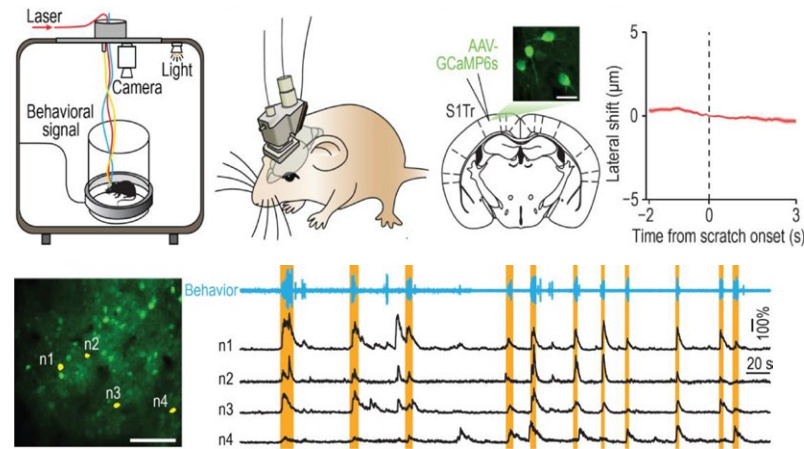 Laser
Camera
Light
Behavioral
signal
AAV-
GCaMP6s
S1Tr
Lateral shift (μm)
5
0
−5
−2
0
3
Time from scratch onset (s)
n1
n2
n3
n4
Behavior
n1
n2
n3
n4
100%
20 s